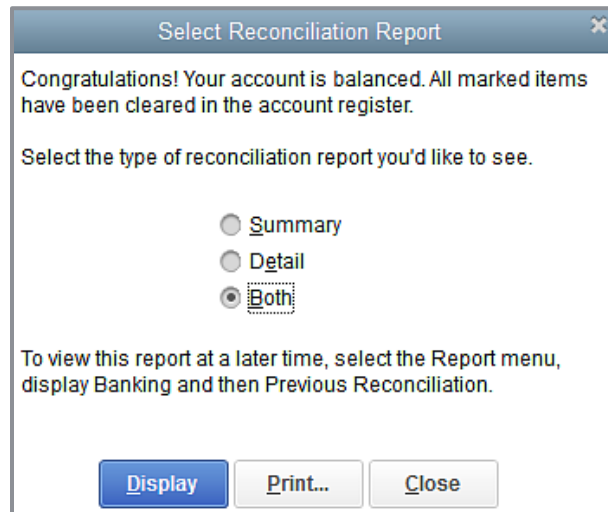 Select Reconciliation Report
Congratulations! Your account is balanced. All marked items
have been cleared in the account register.
Select the type of reconciliation report you'd like to see.
Summary
Detail
Both
To view this report at a later time, select the Report menu,
display Banking and then Previous Reconciliation.
Display Print... Close